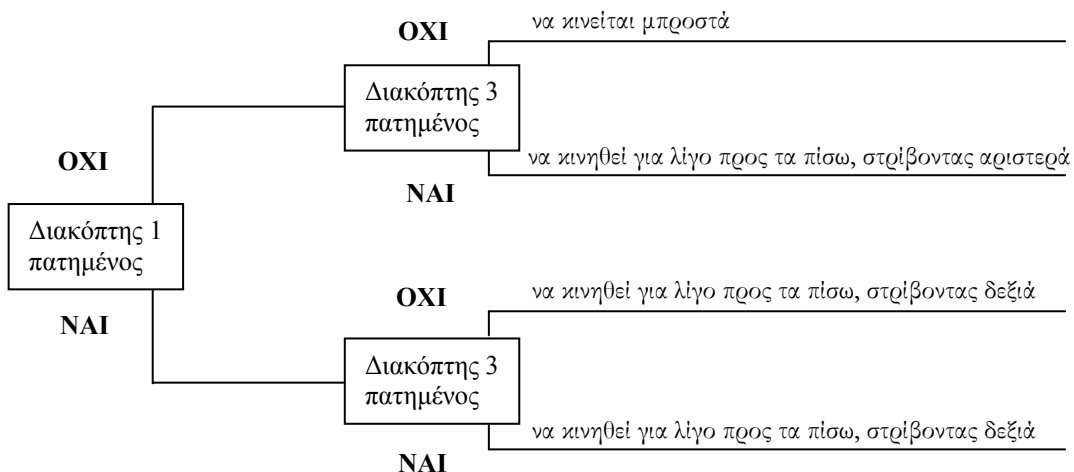 ΟΧΙ
να κινείται μπροστά
Διακόπτης 3
πατημένος
ΟΧΙ
να κινηθεί για λίγο προς τα πίσω, στρίβοντας αριστερά
ΝΑΙ
Διακόπτης 1
πατημένος
ΟΧΙ
να κινηθεί για λίγο προς τα πίσω, στρίβοντας δεξιά
ΝΑΙ
Διακόπτης 3
πατημένος
να κινηθεί για λίγο προς τα πίσω, στρίβοντας δεξιά
ΝΑΙ